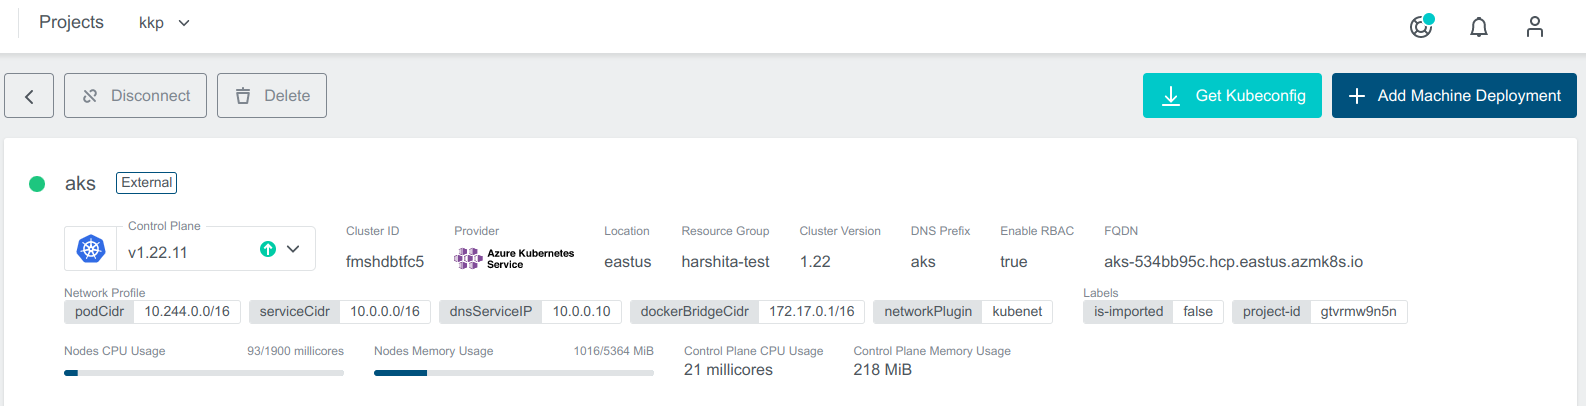 Projects kkp
Disconnect Delete Get Kubeconfig Add Machine Deployment
aks External
Control Plane
v1.22.11
Cluster ID
fmshdbtfc5
Provider
Azure Kubernetes
Service
Location
eastus
Resource Group
harshita-test
Cluster Version
1.22
DNS Prefix
aks
Enable RBAC
true
FQDN
aks-534bb95c.hcp.eastus.azmk8s.io
Network Profile
podCidr 10.244.0.0/16 serviceCidr 10.0.0.0/16 dnsServiceIP 10.0.0.10 dockerBridgeCidr 172.17.0.1/16 networkPlugin kubenet
Labels
is-imported false project-id gtvrmw9n5n
Nodes CPU Usage 93/1900 millicores
Nodes Memory Usage 1016/5364 MiB
Control Plane CPU Usage
21 millicores
Control Plane Memory Usage
218 MiB